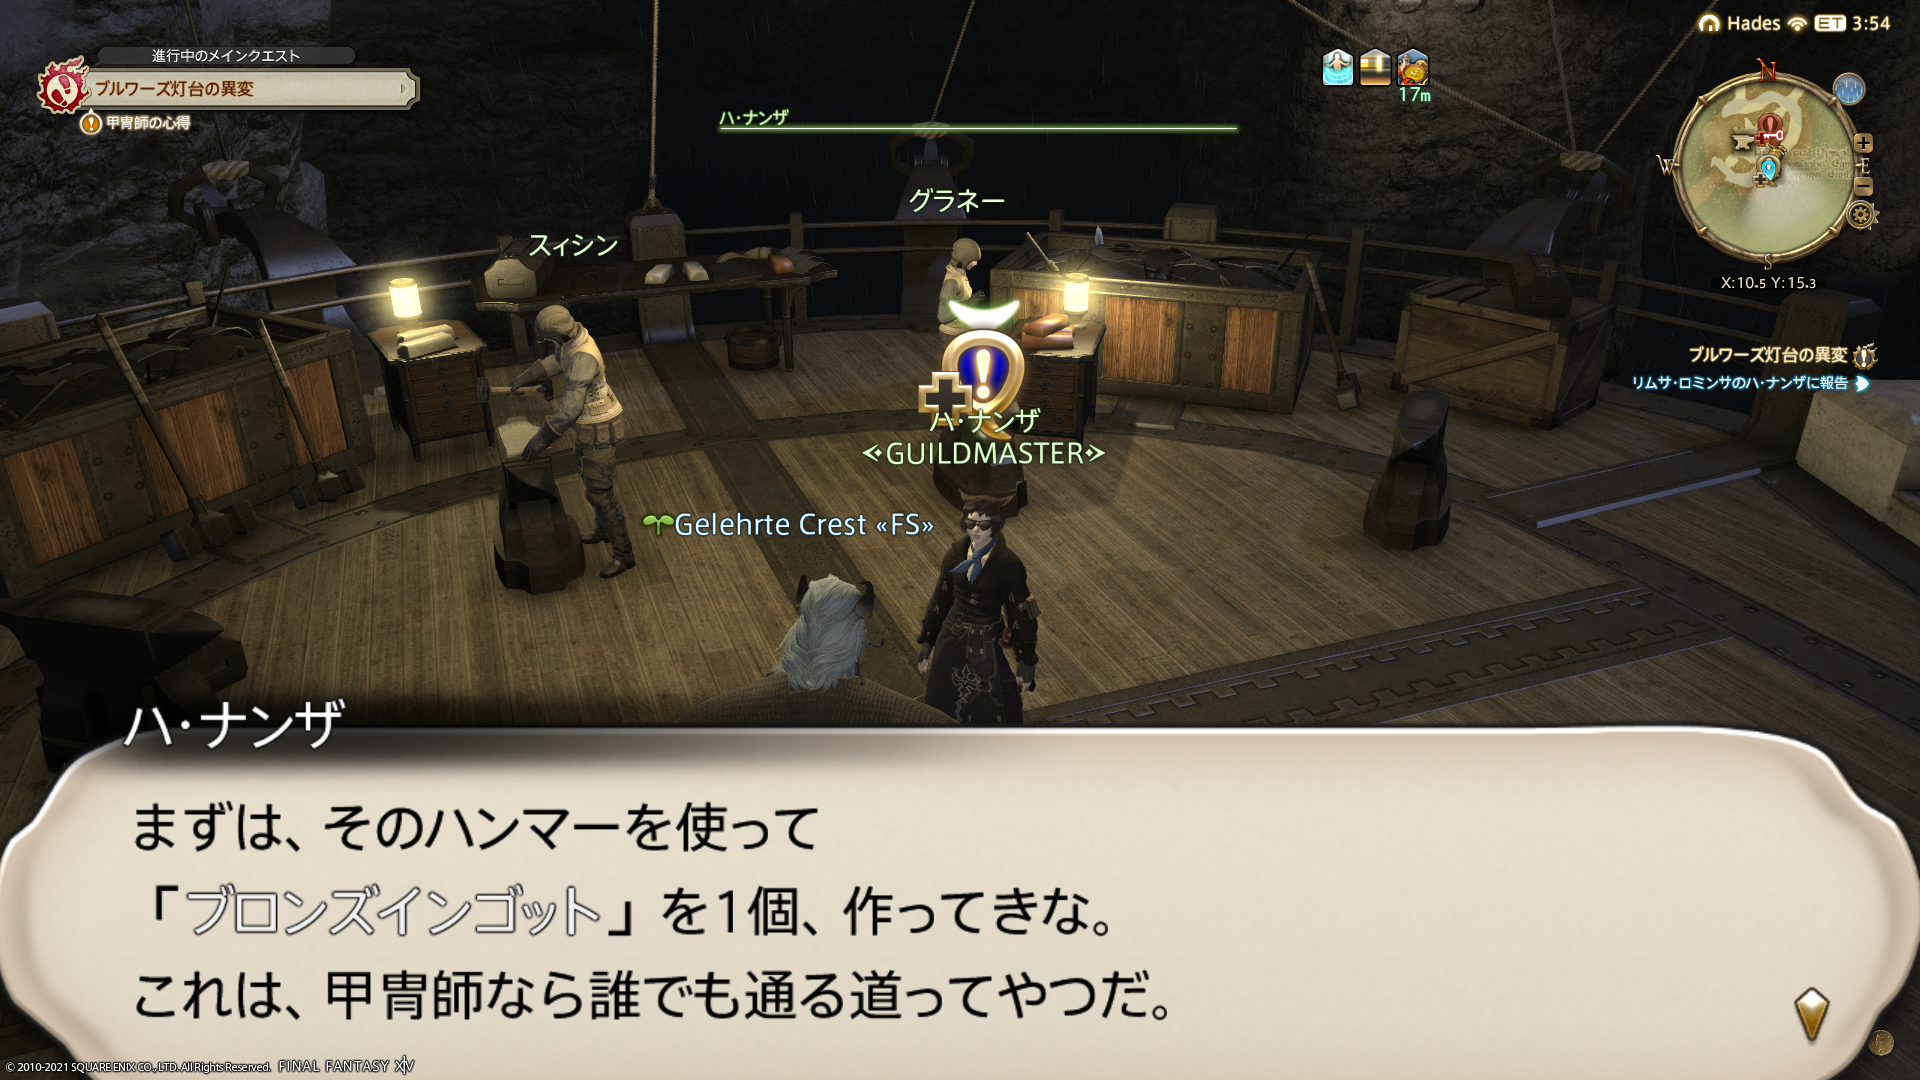 進行中のメインクエスト
ブルワーズ灯台の異変
甲冑師の心得
Hades ET 3:54
17m
ハ・ナンザ
N
W
E
S
X:10.5 Y:15.3
ブルワーズ灯台の異変
リムサ・ロミンサのハ・ナンザに報告
グラネー
スィシン
ハ・ナンザ
GUILDMASTER
Gelehrte Crest «FS»
ハ・ナンザ
まずは、そのハンマーを使って
「ブロンズインゴット」を1個、作ってきな。
これは、甲冑師なら誰でも通る道ってやつだ。
© 2010-2021 SQUARE ENIX CO., LTD. All Rights Reserved. FINAL FANTASY XIV